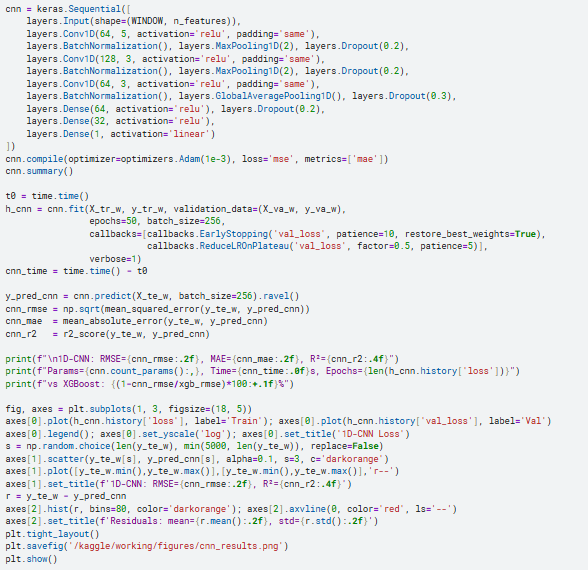 cnn = keras.Sequential([
    layers.Input(shape=(WINDOW, n_features)),
    layers.Conv1D(64, 5, activation='relu', padding='same'),
    layers.BatchNormalization(), layers.MaxPooling1D(2), layers.Dropout(0.2),
    layers.Conv1D(128, 3, activation='relu', padding='same'),
    layers.BatchNormalization(), layers.MaxPooling1D(2), layers.Dropout(0.2),
    layers.Conv1D(64, 3, activation='relu', padding='same'),
    layers.BatchNormalization(), layers.GlobalAveragePooling1D(), layers.Dropout(0.3),
    layers.Dense(64, activation='relu'), layers.Dropout(0.2),
    layers.Dense(32, activation='relu'),
    layers.Dense(1, activation='linear')
])
cnn.compile(optimizer=optimizers.Adam(1e-3), loss='mse', metrics=['mae'])
cnn.summary()

t0 = time.time()
h_cnn = cnn.fit(X_tr_w, y_tr_w, validation_data=(X_va_w, y_va_w),
                epochs=50, batch_size=256,
                callbacks=[callbacks.EarlyStopping('val_loss', patience=10, restore_best_weights=True),
                           callbacks.ReduceLROnPlateau('val_loss', factor=0.5, patience=5)],
                verbose=1)
cnn_time = time.time() - t0

y_pred_cnn = cnn.predict(X_te_w, batch_size=256).ravel()
cnn_rmse = np.sqrt(mean_squared_error(y_te_w, y_pred_cnn))
cnn_mae  = mean_absolute_error(y_te_w, y_pred_cnn)
cnn_r2   = r2_score(y_te_w, y_pred_cnn)

print(f"\n1D-CNN: RMSE={cnn_rmse:.2f}, MAE={cnn_mae:.2f}, R²={cnn_r2:.4f}")
print(f"Params={cnn.count_params():,}, Time={cnn_time:.0f}s, Epochs={len(h_cnn.history['loss'])}")
print(f"vs XGBoost: {(1-cnn_rmse/xgb_rmse)*100:+.1f}%")

fig, axes = plt.subplots(1, 3, figsize=(18, 5))
axes[0].plot(h_cnn.history['loss'], label='Train'); axes[0].plot(h_cnn.history['val_loss'], label='Val')
axes[0].legend(); axes[0].set_yscale('log'); axes[0].set_title('1D-CNN Loss')
s = np.random.choice(len(y_te_w), min(5000, len(y_te_w)), replace=False)
axes[1].scatter(y_te_w[s], y_pred_cnn[s], alpha=0.1, s=3, c='darkorange')
axes[1].plot([y_te_w.min(),y_te_w.max()],[y_te_w.min(),y_te_w.max()],'r--')
axes[1].set_title(f'1D-CNN: RMSE={cnn_rmse:.2f}, R²={cnn_r2:.4f}')
r = y_te_w - y_pred_cnn
axes[2].hist(r, bins=80, color='darkorange'); axes[2].axvline(0, color='red', ls='--')
axes[2].set_title(f'Residuals: mean={r.mean():.2f}, std={r.std():.2f}')
plt.tight_layout()
plt.savefig('/kaggle/working/figures/cnn_results.png')
plt.show()